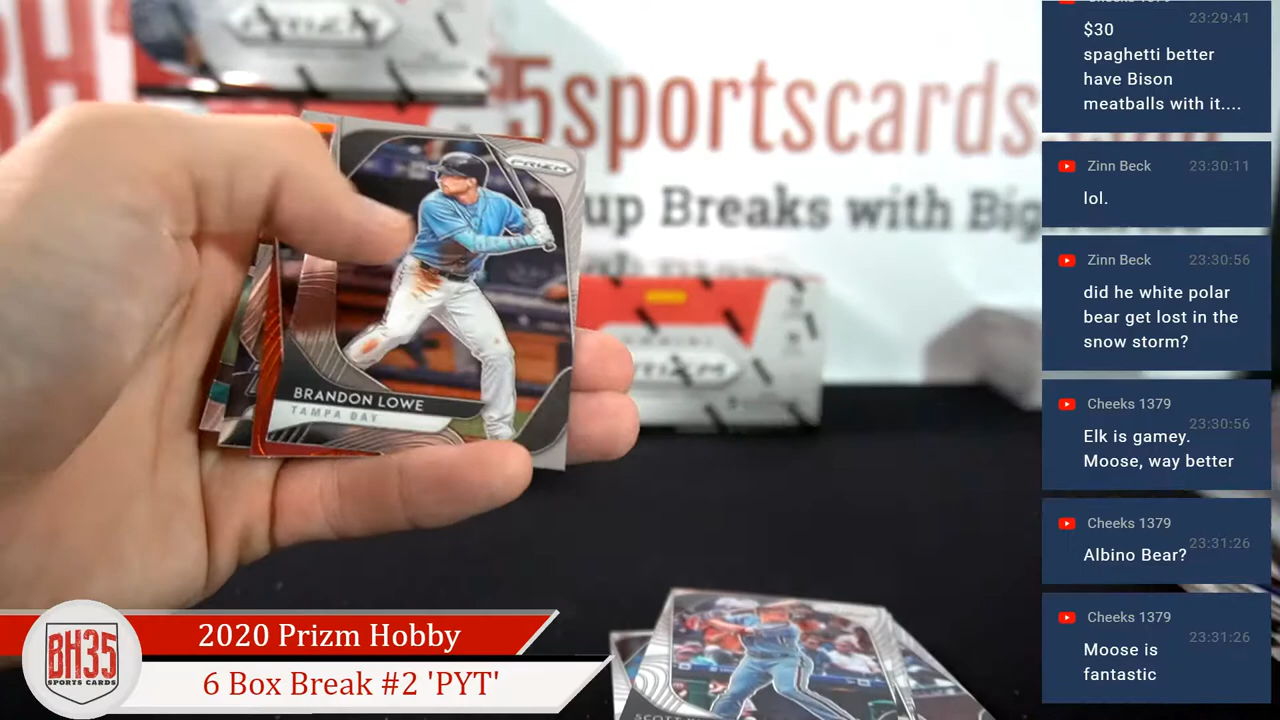 PRIZM
5sportscards
up Breaks with Big
PRIZM
BRANDON LOWE
TAMPA BAY
SCOTT
BH35
SPORTS CARDS
2020 Prizm Hobby
6 Box Break #2 'PYT'
23:29:41
$30
spaghetti better
have Bison
meatballs with it....
Zinn Beck 23:30:11
lol.
Zinn Beck 23:30:56
did he white polar
bear get lost in the
snow storm?
Cheeks 1379 23:30:56
Elk is gamey.
Moose, way better
Cheeks 1379 23:31:26
Albino Bear?
Cheeks 1379 23:31:26
Moose is
fantastic